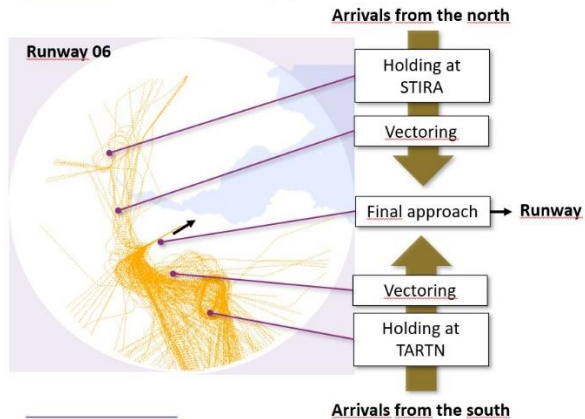 Arrivals from the north
Runway 06
Holding at
STIRA
Vectoring
Final approach
Runway
Vectoring
Holding at
TARTN
Arrivals from the south